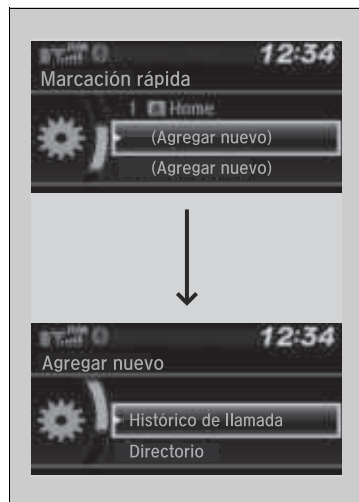 12:34
Marcación rápida
1 Home
(Agregar nuevo)
(Agregar nuevo)
12:34
Agregar nuevo
Histórico de llamada
Directorio